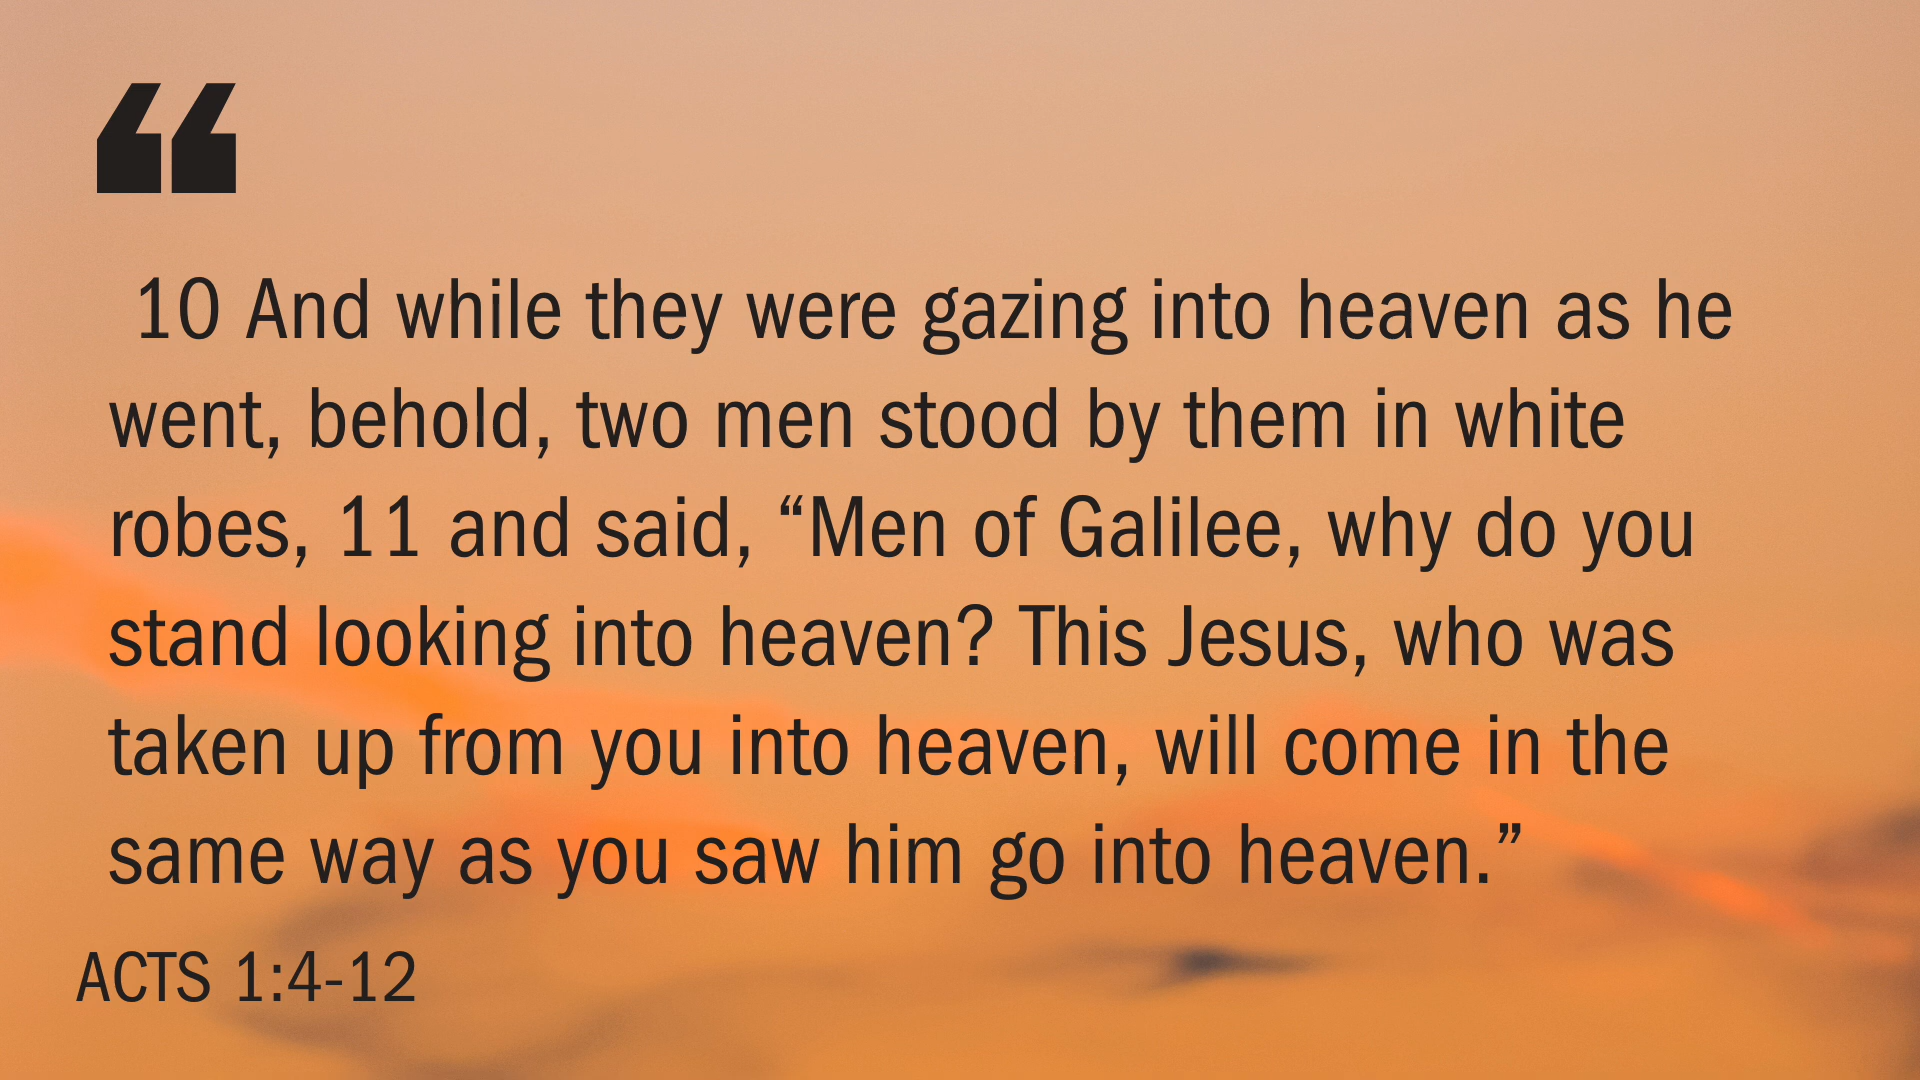 “
10 And while they were gazing into heaven as he
went, behold, two men stood by them in white
robes, 11 and said, “Men of Galilee, why do you
stand looking into heaven? This Jesus, who was
taken up from you into heaven, will come in the
same way as you saw him go into heaven.”
ACTS 1:4-12